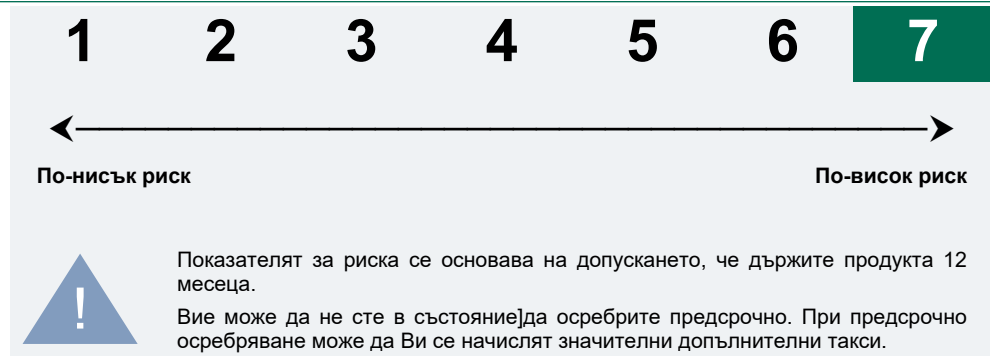 1 2 3 4 5 6 7
По-нисък риск По-висок риск
!
Показателят за риска се основава на допускането, че държите продукта 12
месеца.
Вие може да не сте в състояние]да осребрите предсрочно. При предсрочно
осребряване може да Ви се начислят значителни допълнителни такси.